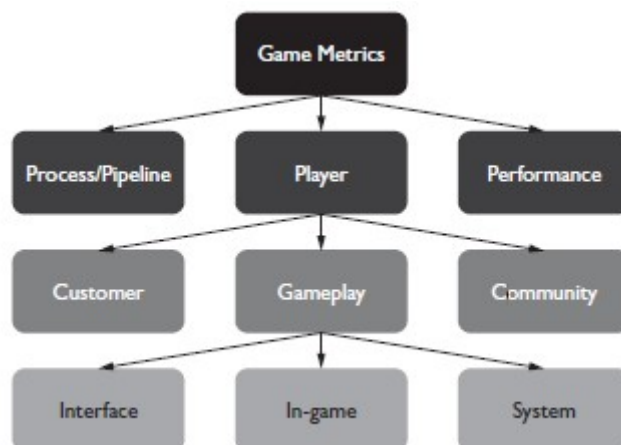 Game Metrics
Process/Pipeline
Player
Performance
Customer
Gameplay
Community
Interface
In-game
System